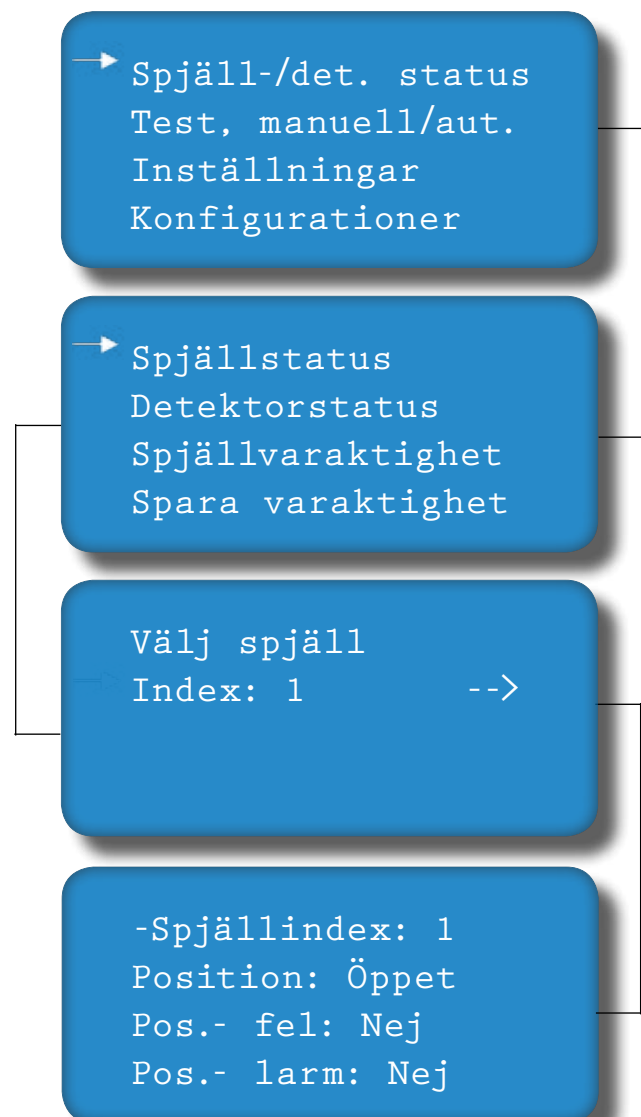 Spjäll-/det. status
Test, manuell/aut.
Inställningar
Konfigurationer
Spjällstatus
Detektorstatus
Spjällvaraktighet
Spara varaktighet
Välj spjäll
Index: 1 -->
-Spjällindex: 1
Position: Öppet
Pos.- fel: Nej
Pos.- larm: Nej